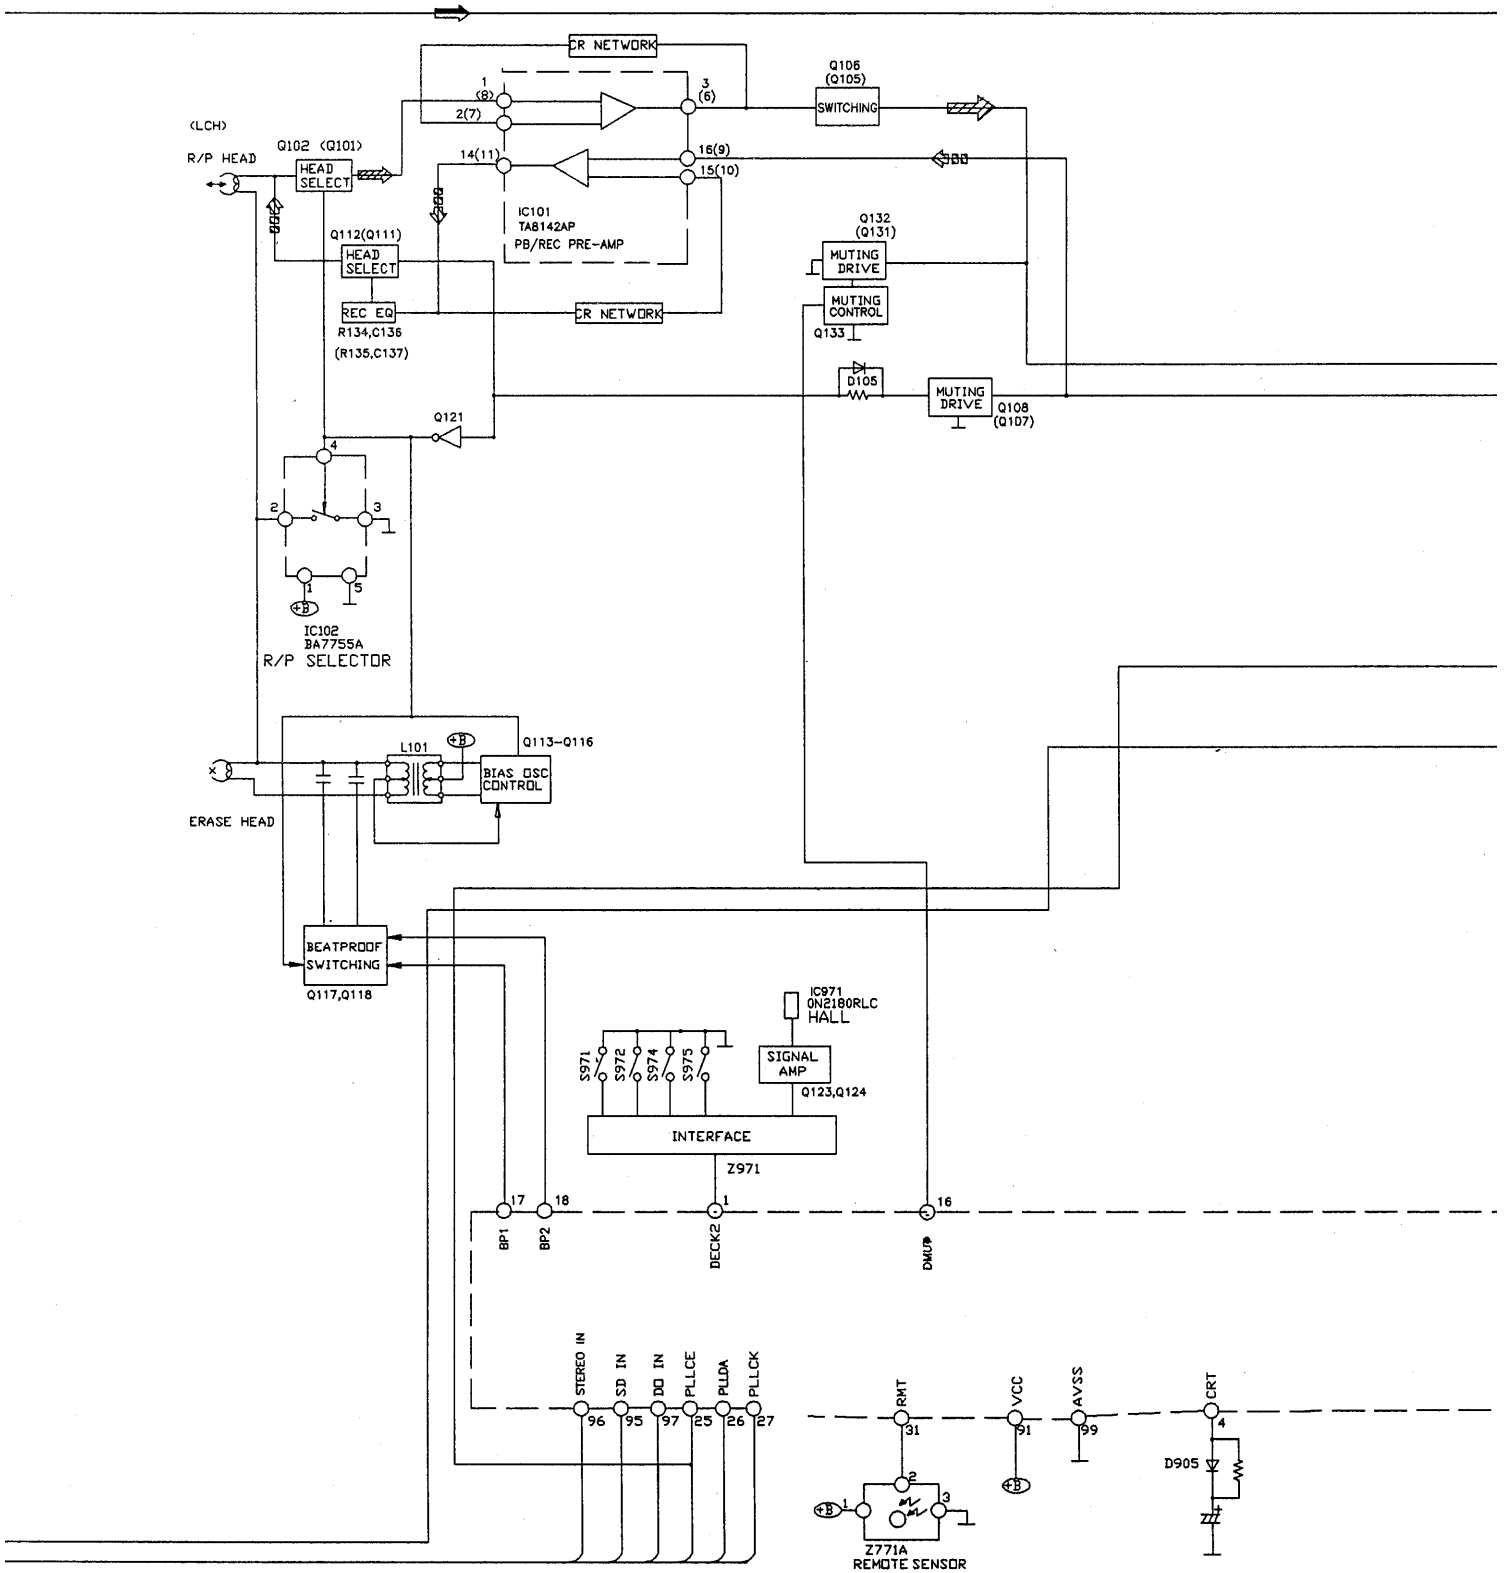 CR NETWORK
1
(8)
3
(6)
Q106
(Q105)
SWITCHING
2(7)
(LCH)
R/P HEAD
Q102 (Q101)
HEAD
SELECT
14(11)
16(9)
15(10)
IC101
TA8142AP
PB/REC PRE-AMP
Q112(Q111)
HEAD
SELECT
Q132
(Q131)
MUTING
DRIVE
MUTING
CONTROL
Q133
REC EQ
CR NETWORK
R134,C136
(R135,C137)
D105
MUTING
DRIVE
Q108
(Q107)
Q121
4
2
3
1
5
+B
IC102
BA7755A
R/P SELECTOR
L101
+B
Q113-Q116
BIAS OSC
CONTROL
X
ERASE HEAD
BEATPROOF
SWITCHING
Q117,Q118
IC971
ON2180RLC
HALL
S971
S972
S974
S975
SIGNAL
AMP
Q123,Q124
INTERFACE
Z971
17
18
1
16
BP1
BP2
DECK2
STEREO IN
SD IN
DO IN
PLLCE
PLLDA
PLLCK
RMT
VCC
AVSS
CRT
96
95
97
25
26
27
31
91
99
4
D905
+
2
+B
1
3
+B
Z771A
REMOTE SENSOR